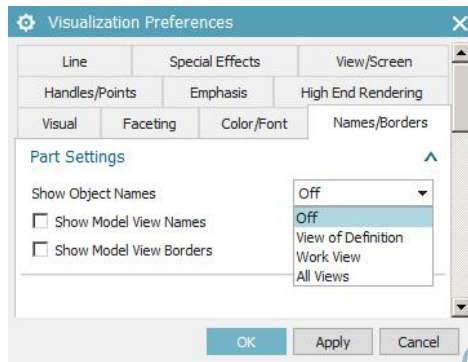 Visualization Preferences
Line Special Effects View/Screen
Handles/Points Emphasis High End Rendering
Visual Faceting Color/Font Names/Borders
Part Settings
Show Object Names Off
Show Model View Names
Show Model View Borders
Off
View of Definition
Work View
All Views
OK Apply Cancel